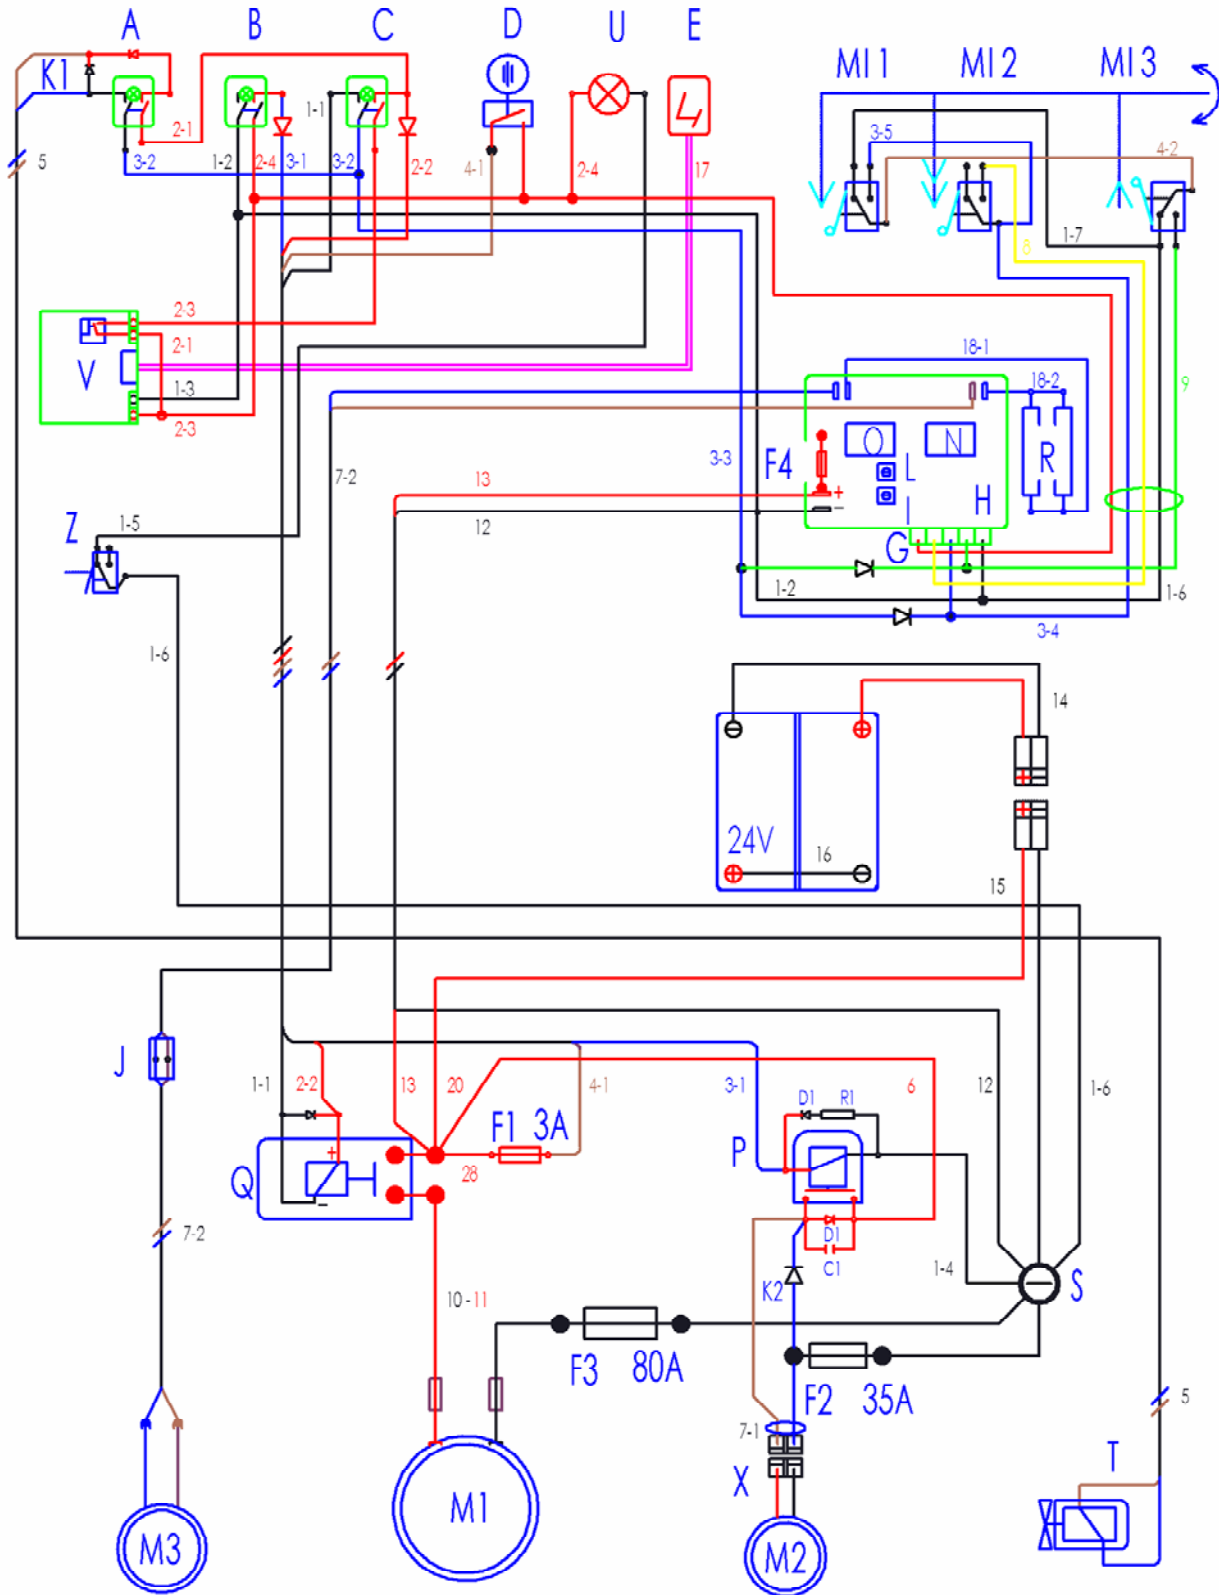 A B C D U E
MI 1 MI 2 MI 3
K1
2-1 1-1 3-5
5 3-2 1-2 2-4 3-1 3-2 2-2 4-1 2-4 17 4-2
1-7 8
2-3
2-1
V
1-3
2-3
18-1
18-2
9
O N
F4 L R
3-3
7-2 13 + H
12 - I
Z 1-5
G
1-2 1-6
3-4
1-6
14
24V 16
15
J
1-1 2-2 13 20 4-1 3-1 6 12 1-6
D1 R1
F1 3A
P
Q + -
28
7-2
D1
C1
1-4
K2 S
10 - 11
F3 80A
F2 35A
5
7-1
X T
M1
M3 M2